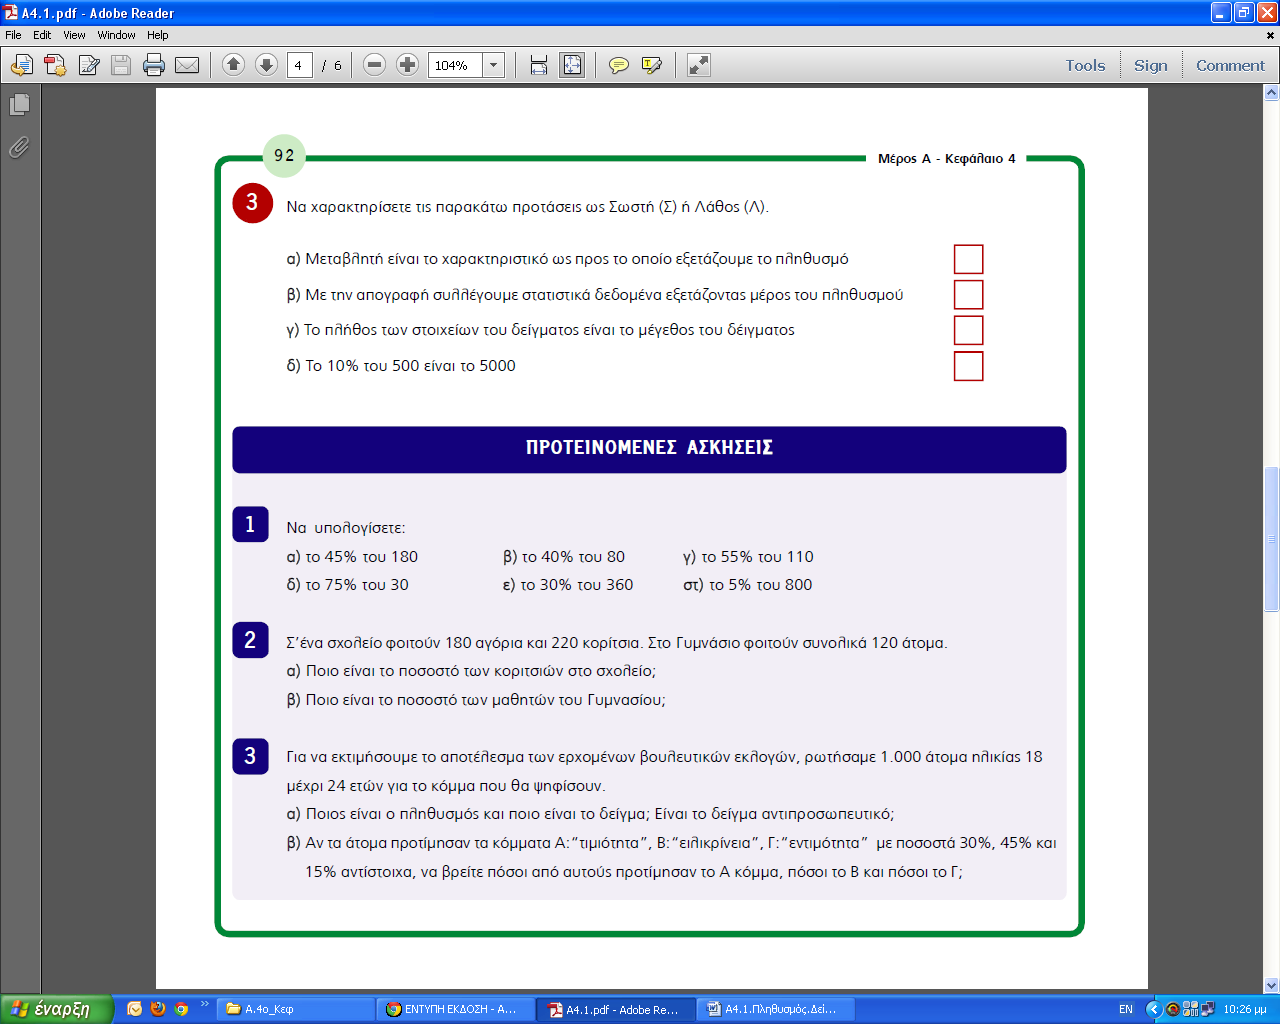 A4.1.pdf - Adobe Reader
File Edit View Window Help
4 / 6 104% Tools Sign Comment
92
Μέρος Α - Κεφάλαιο 4
3 Να χαρακτηρίσετε τις παρακάτω προτάσεις ως Σωστή (Σ) ή Λάθος (Λ).
α) Μεταβλητή είναι το χαρακτηριστικό ως προς το οποίο εξετάζουμε το πληθυσμό
β) Με την απογραφή συλλέγουμε στατιστικά δεδομένα εξετάζοντας μέρος του πληθυσμού
γ) Το πλήθος των στοιχείων του δείγματος είναι το μέγεθος του δέιγματος
δ) Το 10% του 500 είναι το 5000
ΠΡΟΤΕΙΝΟΜΕΝΕΣ ΑΣΚΗΣΕΙΣ
1 Να υπολογίσετε:
α) το 45% του 180 β) το 40% του 80 γ) το 55% του 110
δ) το 75% του 30 ε) το 30% του 360 στ) το 5% του 800
2 Σ’ένα σχολείο φοιτούν 180 αγόρια και 220 κορίτσια. Στο Γυμνάσιο φοιτούν συνολικά 120 άτομα.
α) Ποιο είναι το ποσοστό των κοριτσιών στο σχολείο;
β) Ποιο είναι το ποσοστό των μαθητών του Γυμνασίου;
3 Για να εκτιμήσουμε το αποτέλεσμα των ερχομένων βουλευτικών εκλογών, ρωτήσαμε 1.000 άτομα ηλικίας 18
μέχρι 24 ετών για το κόμμα που θα ψηφίσουν.
α) Ποιος είναι ο πληθυσμός και ποιο είναι το δείγμα; Είναι το δείγμα αντιπροσωπευτικό;
β) Αν τα άτομα προτίμησαν τα κόμματα Α:“τιμιότητα”, Β:“ειλικρίνεια”, Γ:“εντιμότητα” με ποσοστά 30%, 45% και
15% αντίστοιχα, να βρείτε πόσοι από αυτούς προτίμησαν το Α κόμμα, πόσοι το Β και πόσοι το Γ;
έναρξη Α.4ο_Κεφ ΕΝΤΥΠΗ ΕΚΔΟΣΗ - Α... A4.1.pdf - Adobe Re... Α4.1.Πληθυσμός.Δεί... EN 10:26 μμ